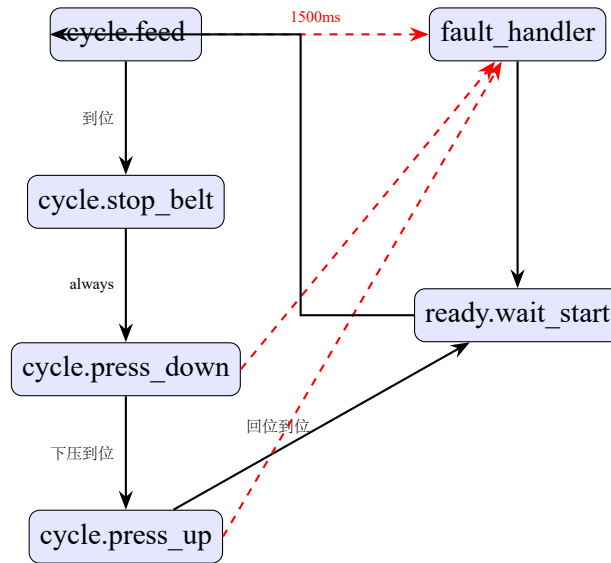 cycle.feed
1500ms
fault_handler
到位
cycle.stop_belt
always
ready.wait_start
cycle.press_down
回位到位
下压到位
cycle.press_up